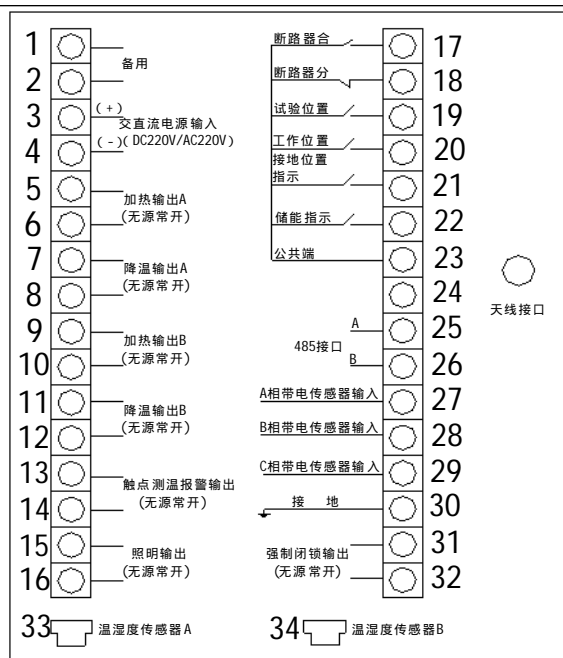 1
2
备用
3
(+)
交直流电源输入
4
(-)( DC220V/AC220V)
5
加热输出A
6
(无源常开)
7
降温输出A
8
(无源常开)
9
加热输出B
10
(无源常开)
11
降温输出B
12
(无源常开)
13
触点测温报警输出
14
(无源常开)
15
照明输出
16
(无源常开)
33
温湿度传感器A
断路器合
17
断路器分
18
试验位置
19
工作位置
20
接地位置
指示
21
储能指示
22
公共端
23
24
A
25
485接口
B
26
A相带电传感器输入
27
B相带电传感器输入
28
C相带电传感器输入
29
接 地
30
强制闭锁输出
31
(无源常开)
32
34
温湿度传感器B
天线接口